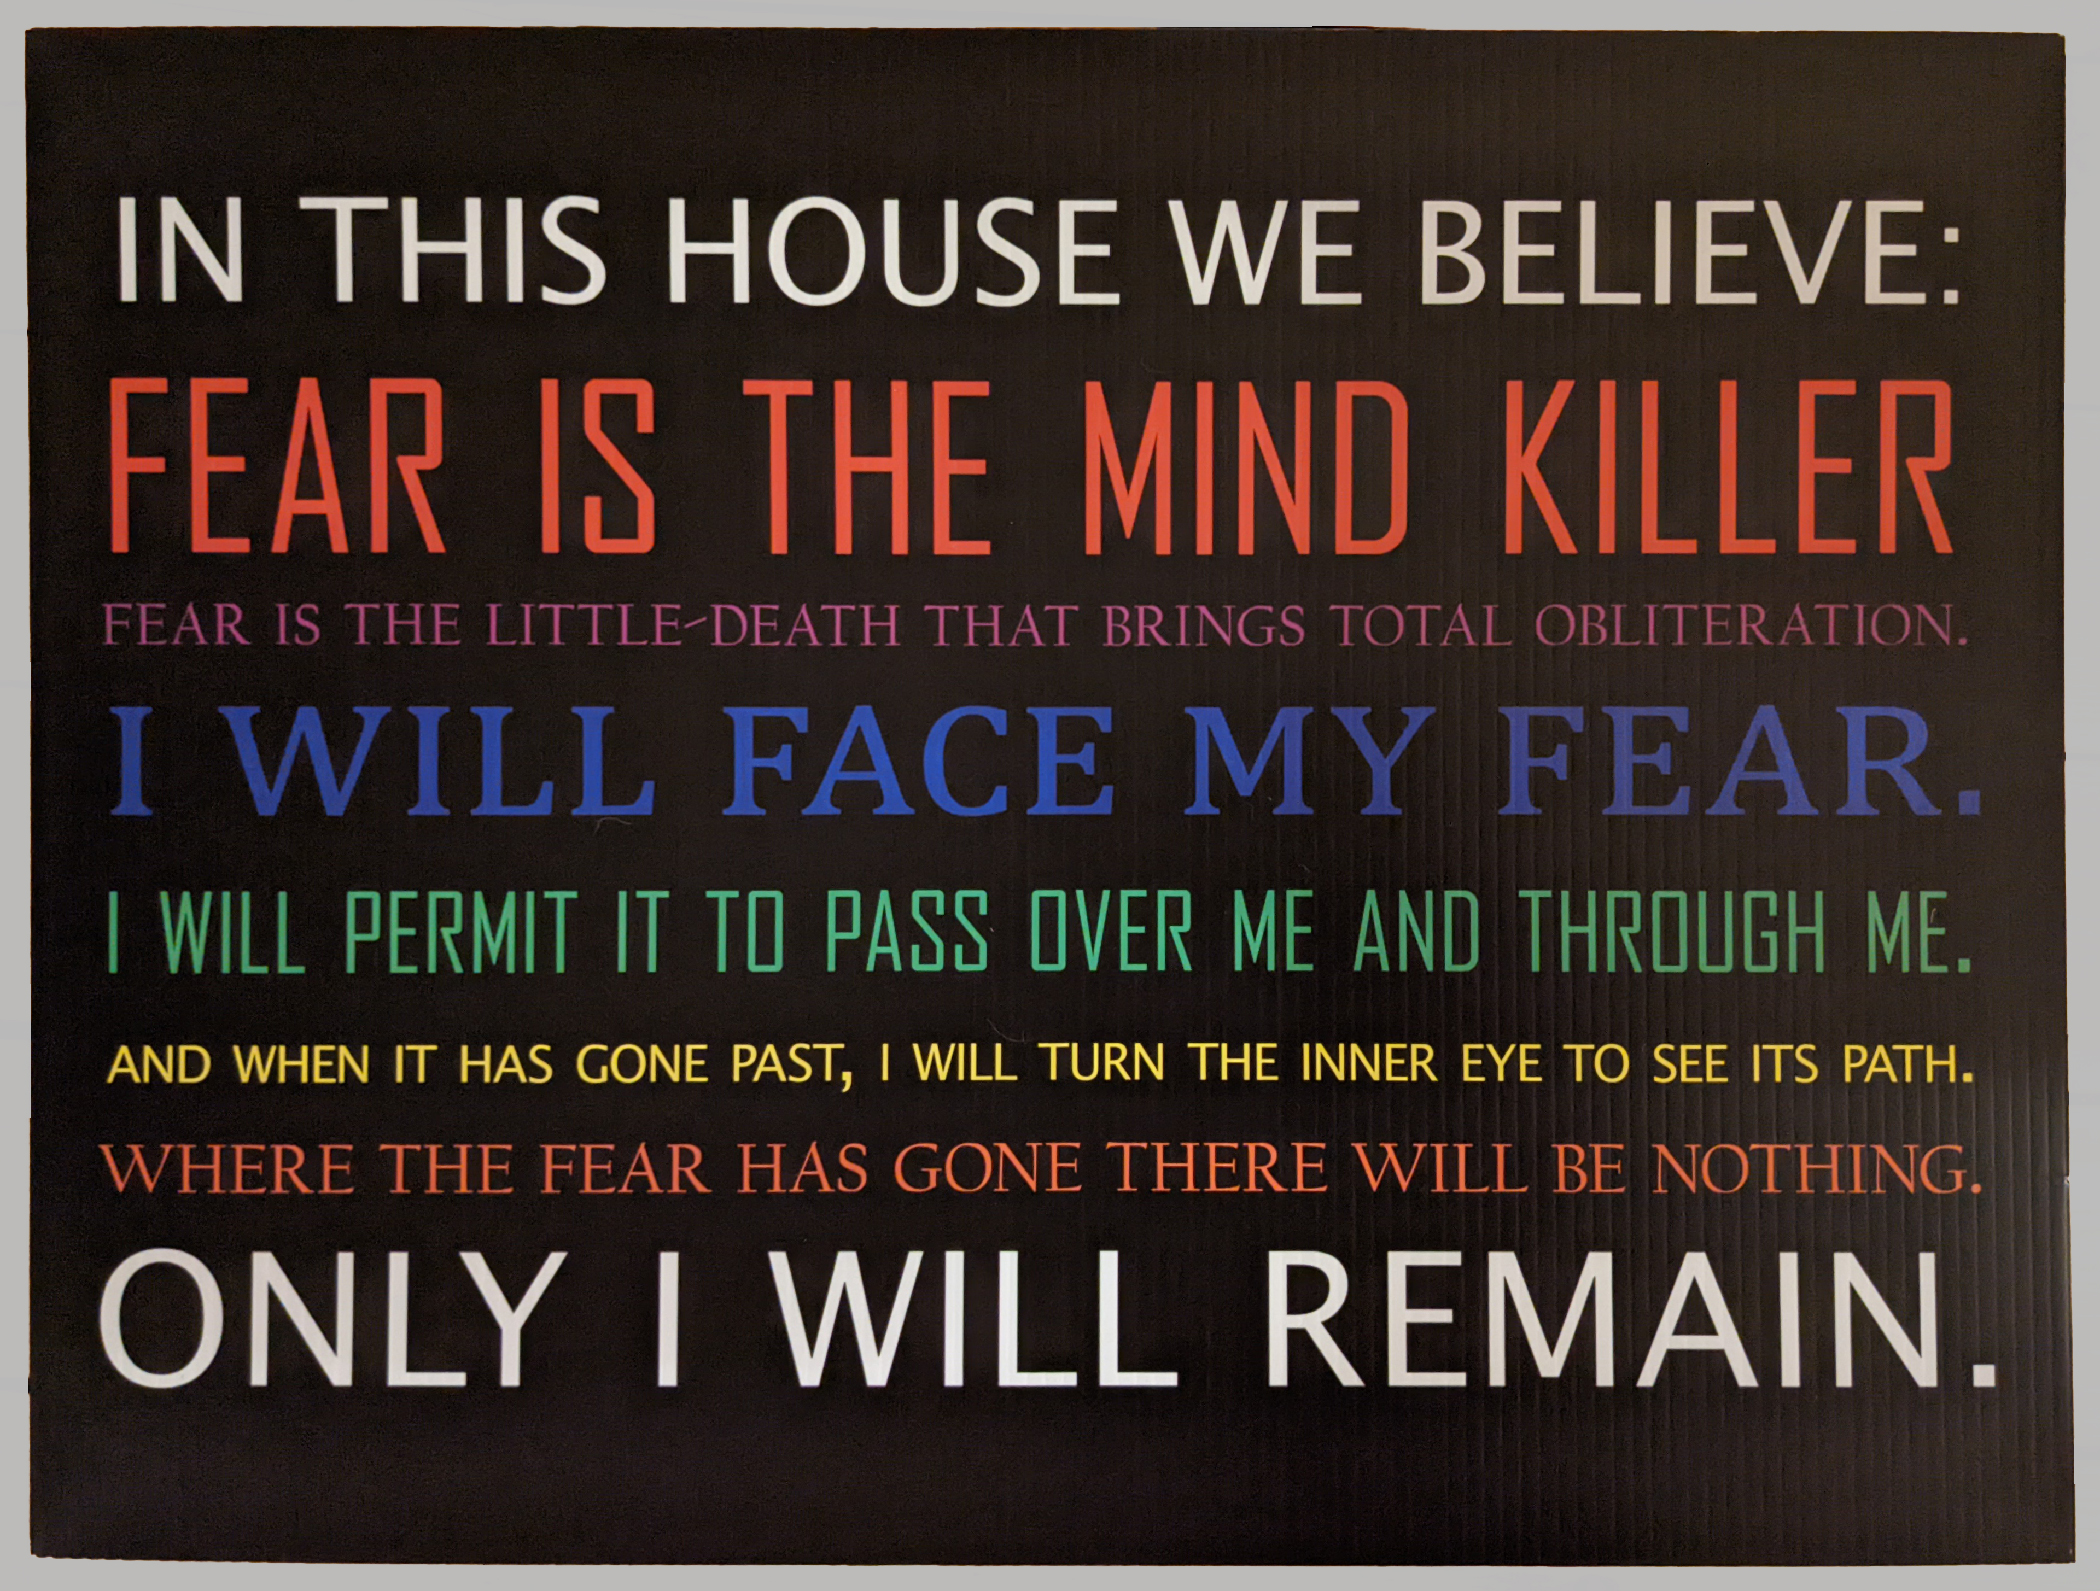 IN THIS HOUSE WE BELIEVE:
FEAR IS THE MIND KILLER
FEAR IS THE LITTLE-DEATH THAT BRINGS TOTAL OBLITERATION.
I WILL FACE MY FEAR.
I WILL PERMIT IT TO PASS OVER ME AND THROUGH ME.
AND WHEN IT HAS GONE PAST, I WILL TURN THE INNER EYE TO SEE ITS PATH.
WHERE THE FEAR HAS GONE THERE WILL BE NOTHING.
ONLY I WILL REMAIN.